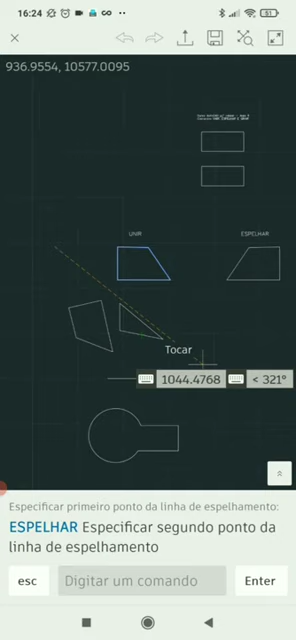 16:24
61
936.9554, 10577.0095
UNIR
ESPELHAR
Tocar
1044.4768
< 321°
Especificar primeiro ponto da linha de espelhamento:
ESPELHAR Especificar segundo ponto da
linha de espelhamento
esc
Digitar um comando
Enter